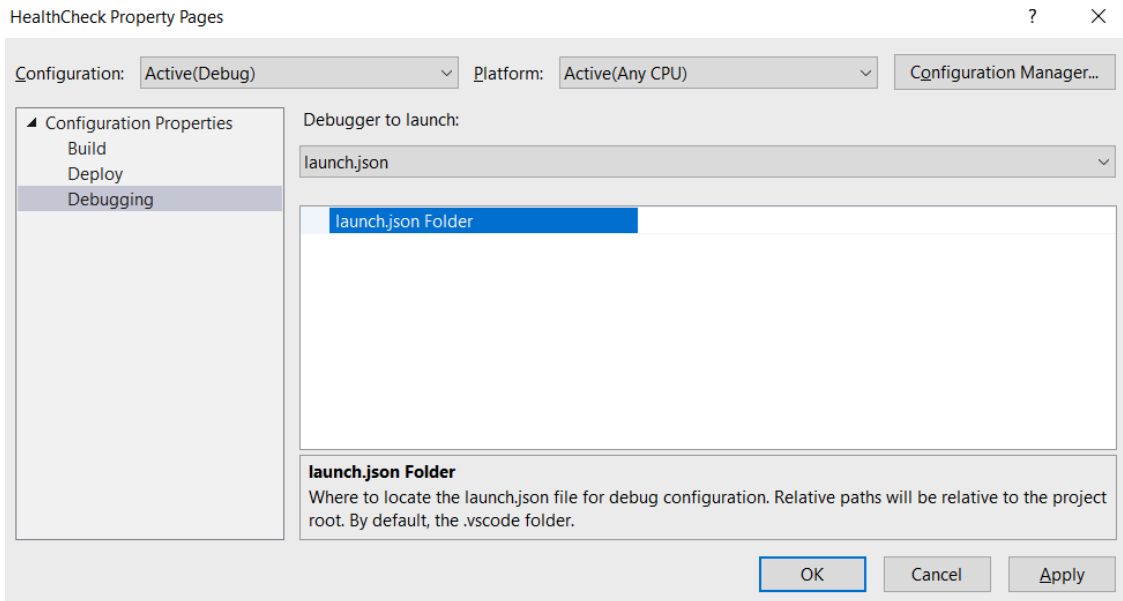 HealthCheck Property Pages ?
Configuration: Active(Debug) Platform: Active(Any CPU) Configuration Manager...
Configuration Properties
Build
Deploy
Debugging
Debugger to launch:
launch.json
launch.json Folder
launch.json Folder
Where to locate the launch.json file for debug configuration. Relative paths will be relative to the project
root. By default, the .vscode folder.
OK Cancel Apply